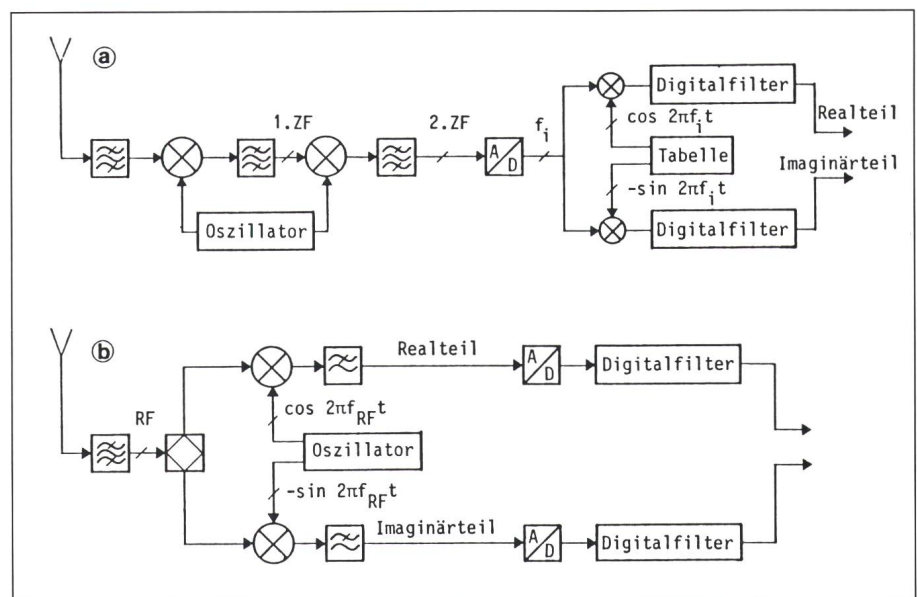 a
1.ZF
2.ZF
A
D
f_i
Digitalfilter
cos 2πf_it
Realteil
Tabelle
Imaginärteil
-sin 2πf_it
Oszillator
Digitalfilter
b
RF
Realteil
A
D
Digitalfilter
cos 2πf_RFt
Oszillator
-sin 2πf_RFt
Imaginärteil
A
D
Digitalfilter